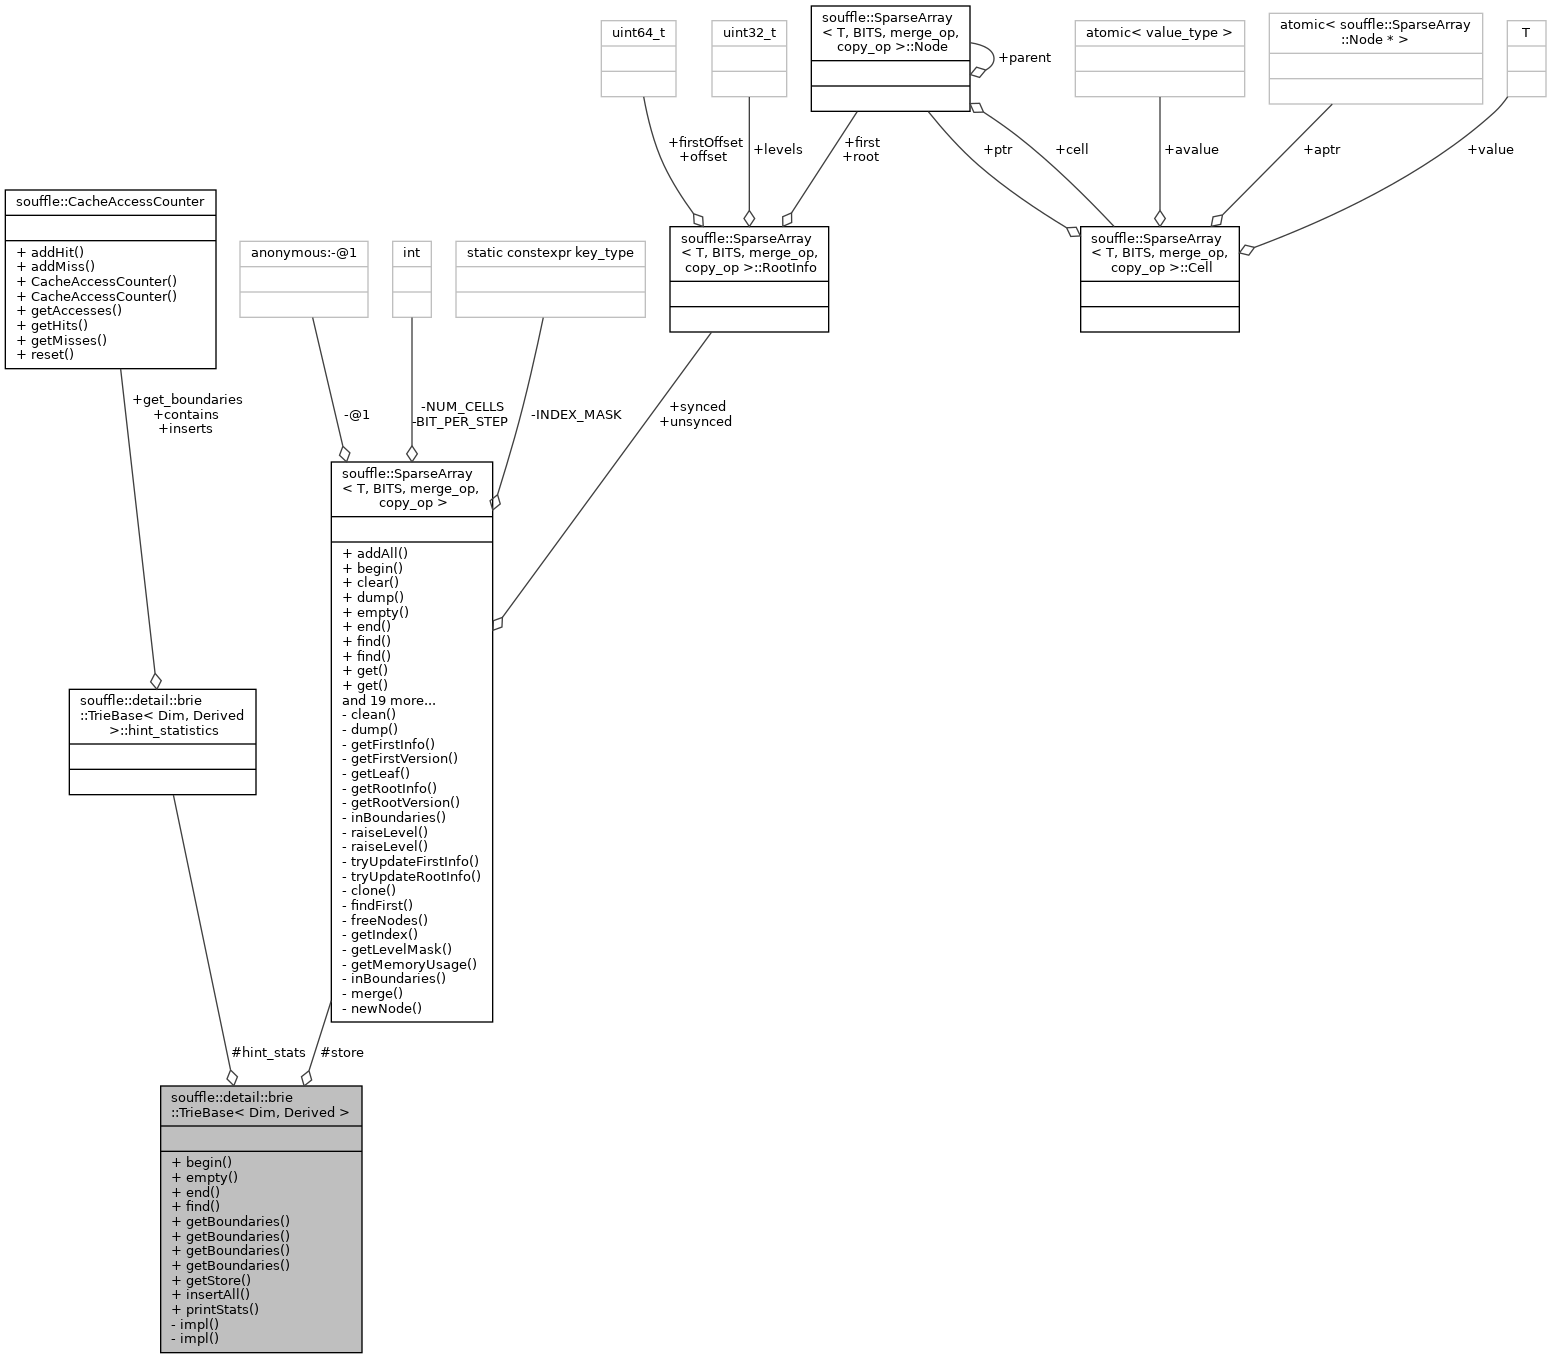 uint64_t
uint32_t
souffle::SparseArray
< T, BITS, merge_op,
copy_op >::Node
+parent
atomic< value_type >
atomic< souffle::SparseArray
::Node * >
T
+firstOffset
+offset
+levels
+first
+root
+ptr
+cell
+avalue
+aptr
+value
souffle::CacheAccessCounter
+ addHit()
+ addMiss()
+ CacheAccessCounter()
+ CacheAccessCounter()
+ getAccesses()
+ getHits()
+ getMisses()
+ reset()
anonymous:-@1
int
static constexpr key_type
souffle::SparseArray
< T, BITS, merge_op,
copy_op >::RootInfo
souffle::SparseArray
< T, BITS, merge_op,
copy_op >::Cell
+get_boundaries
+contains
+inserts
-@1
-NUM_CELLS
-BIT_PER_STEP
-INDEX_MASK
+synced
+unsynced
souffle::SparseArray
< T, BITS, merge_op,
copy_op >
+ addAll()
+ begin()
+ clear()
+ dump()
+ empty()
+ end()
+ find()
+ find()
+ get()
+ get()
and 19 more...
- clean()
- dump()
- getFirstInfo()
- getFirstVersion()
- getLeaf()
- getRootInfo()
- getRootVersion()
- inBoundaries()
- raiseLevel()
- raiseLevel()
- tryUpdateFirstInfo()
- tryUpdateRootInfo()
- clone()
- findFirst()
- freeNodes()
- getIndex()
- getLevelMask()
- getMemoryUsage()
- inBoundaries()
- merge()
- newNode()
souffle::detail::brie
::TrieBase< Dim, Derived
>::hint_statistics
#hint_stats
#store
souffle::detail::brie
::TrieBase< Dim, Derived >
+ begin()
+ empty()
+ end()
+ find()
+ getBoundaries()
+ getBoundaries()
+ getBoundaries()
+ getBoundaries()
+ getStore()
+ insertAll()
+ printStats()
- impl()
- impl()